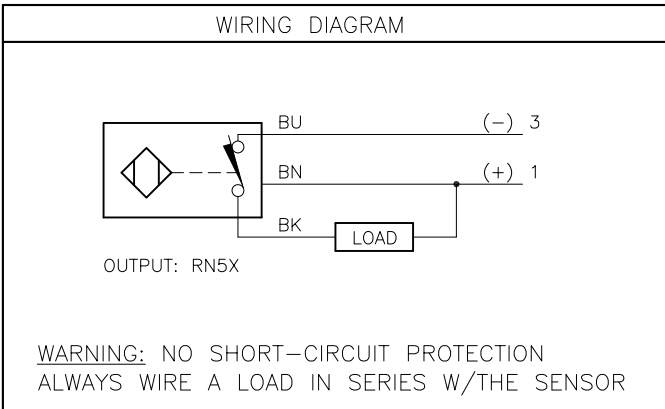 WIRING DIAGRAM
BU (-) 3
BN (+) 1
BK LOAD
OUTPUT: RN5X
WARNING: NO SHORT-CIRCUIT PROTECTION
ALWAYS WIRE A LOAD IN SERIES W/THE SENSOR